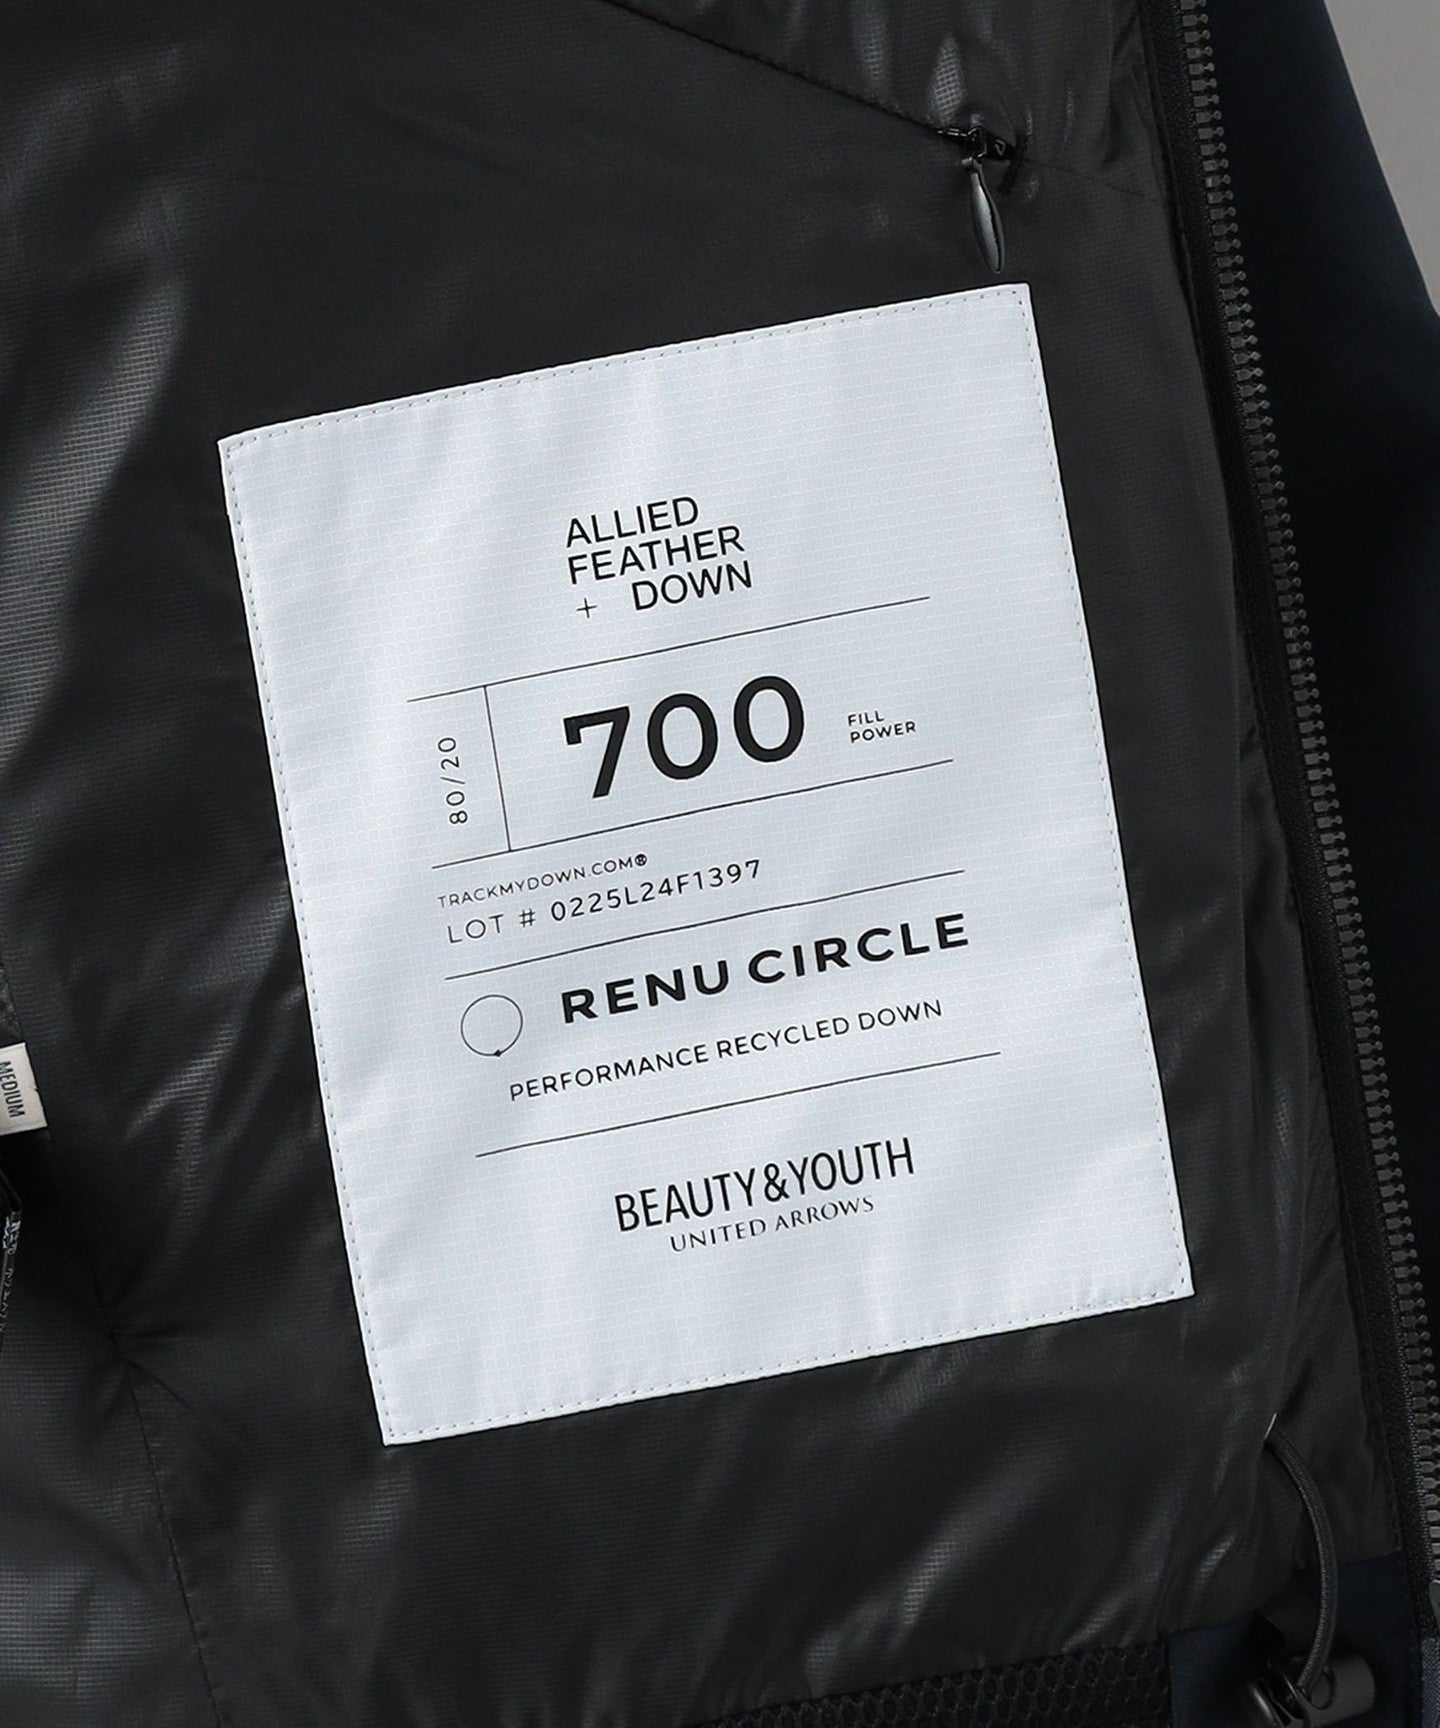 ALLIED
FEATHER
+ DOWN
80/20
700
FILL
POWER
TRACKMYDOWN.COM®
LOT # 0225L24F1397
RENU CIRCLE
PERFORMANCE RECYCLED DOWN
BEAUTY&YOUTH
UNITED ARROWS
MEDIUM